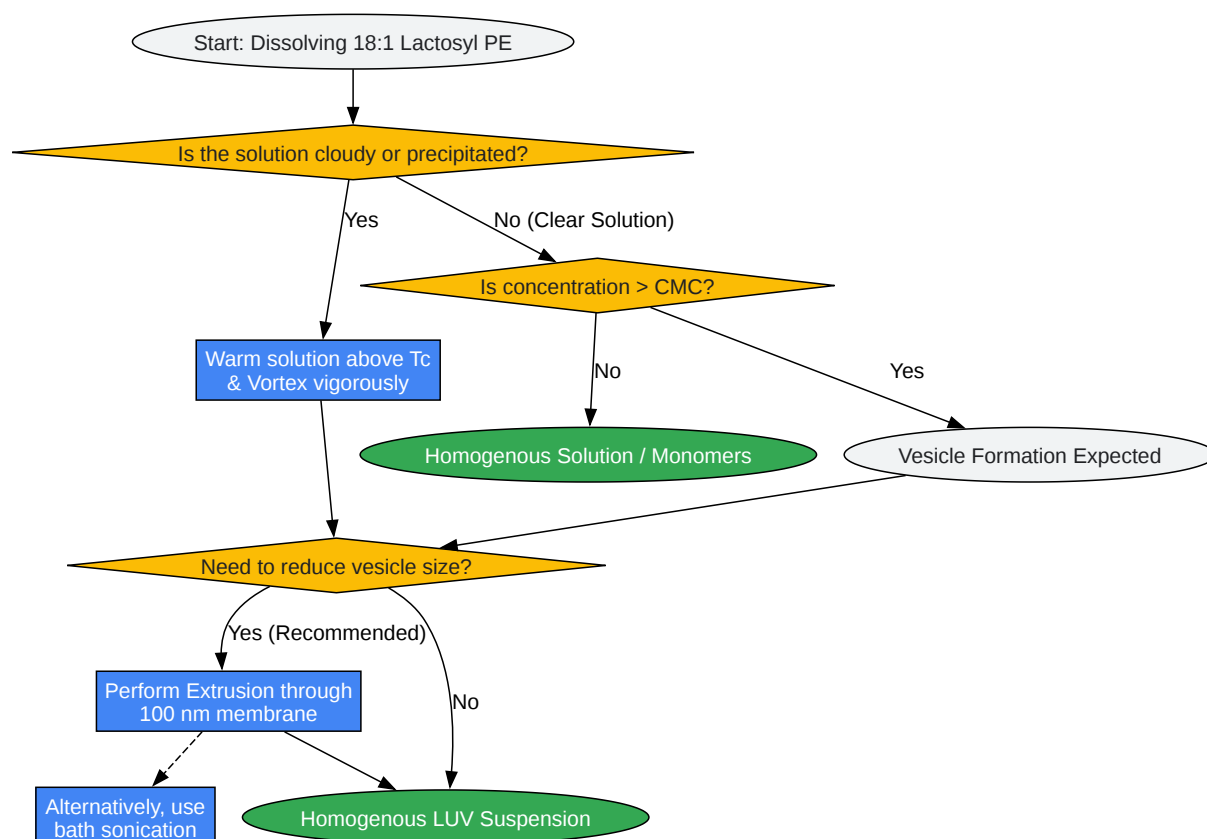 Start: Dissolving 18:1 Lactosyl PE
Is the solution cloudy or precipitated?
Yes
No (Clear Solution)
Is concentration > CMC?
Warm solution above Tc
& Vortex vigorously
No
Yes
Homogenous Solution / Monomers
Vesicle Formation Expected
Need to reduce vesicle size?
Yes (Recommended)
Perform Extrusion through
100 nm membrane
No
Alternatively, use
bath sonication
Homogenous LUV Suspension